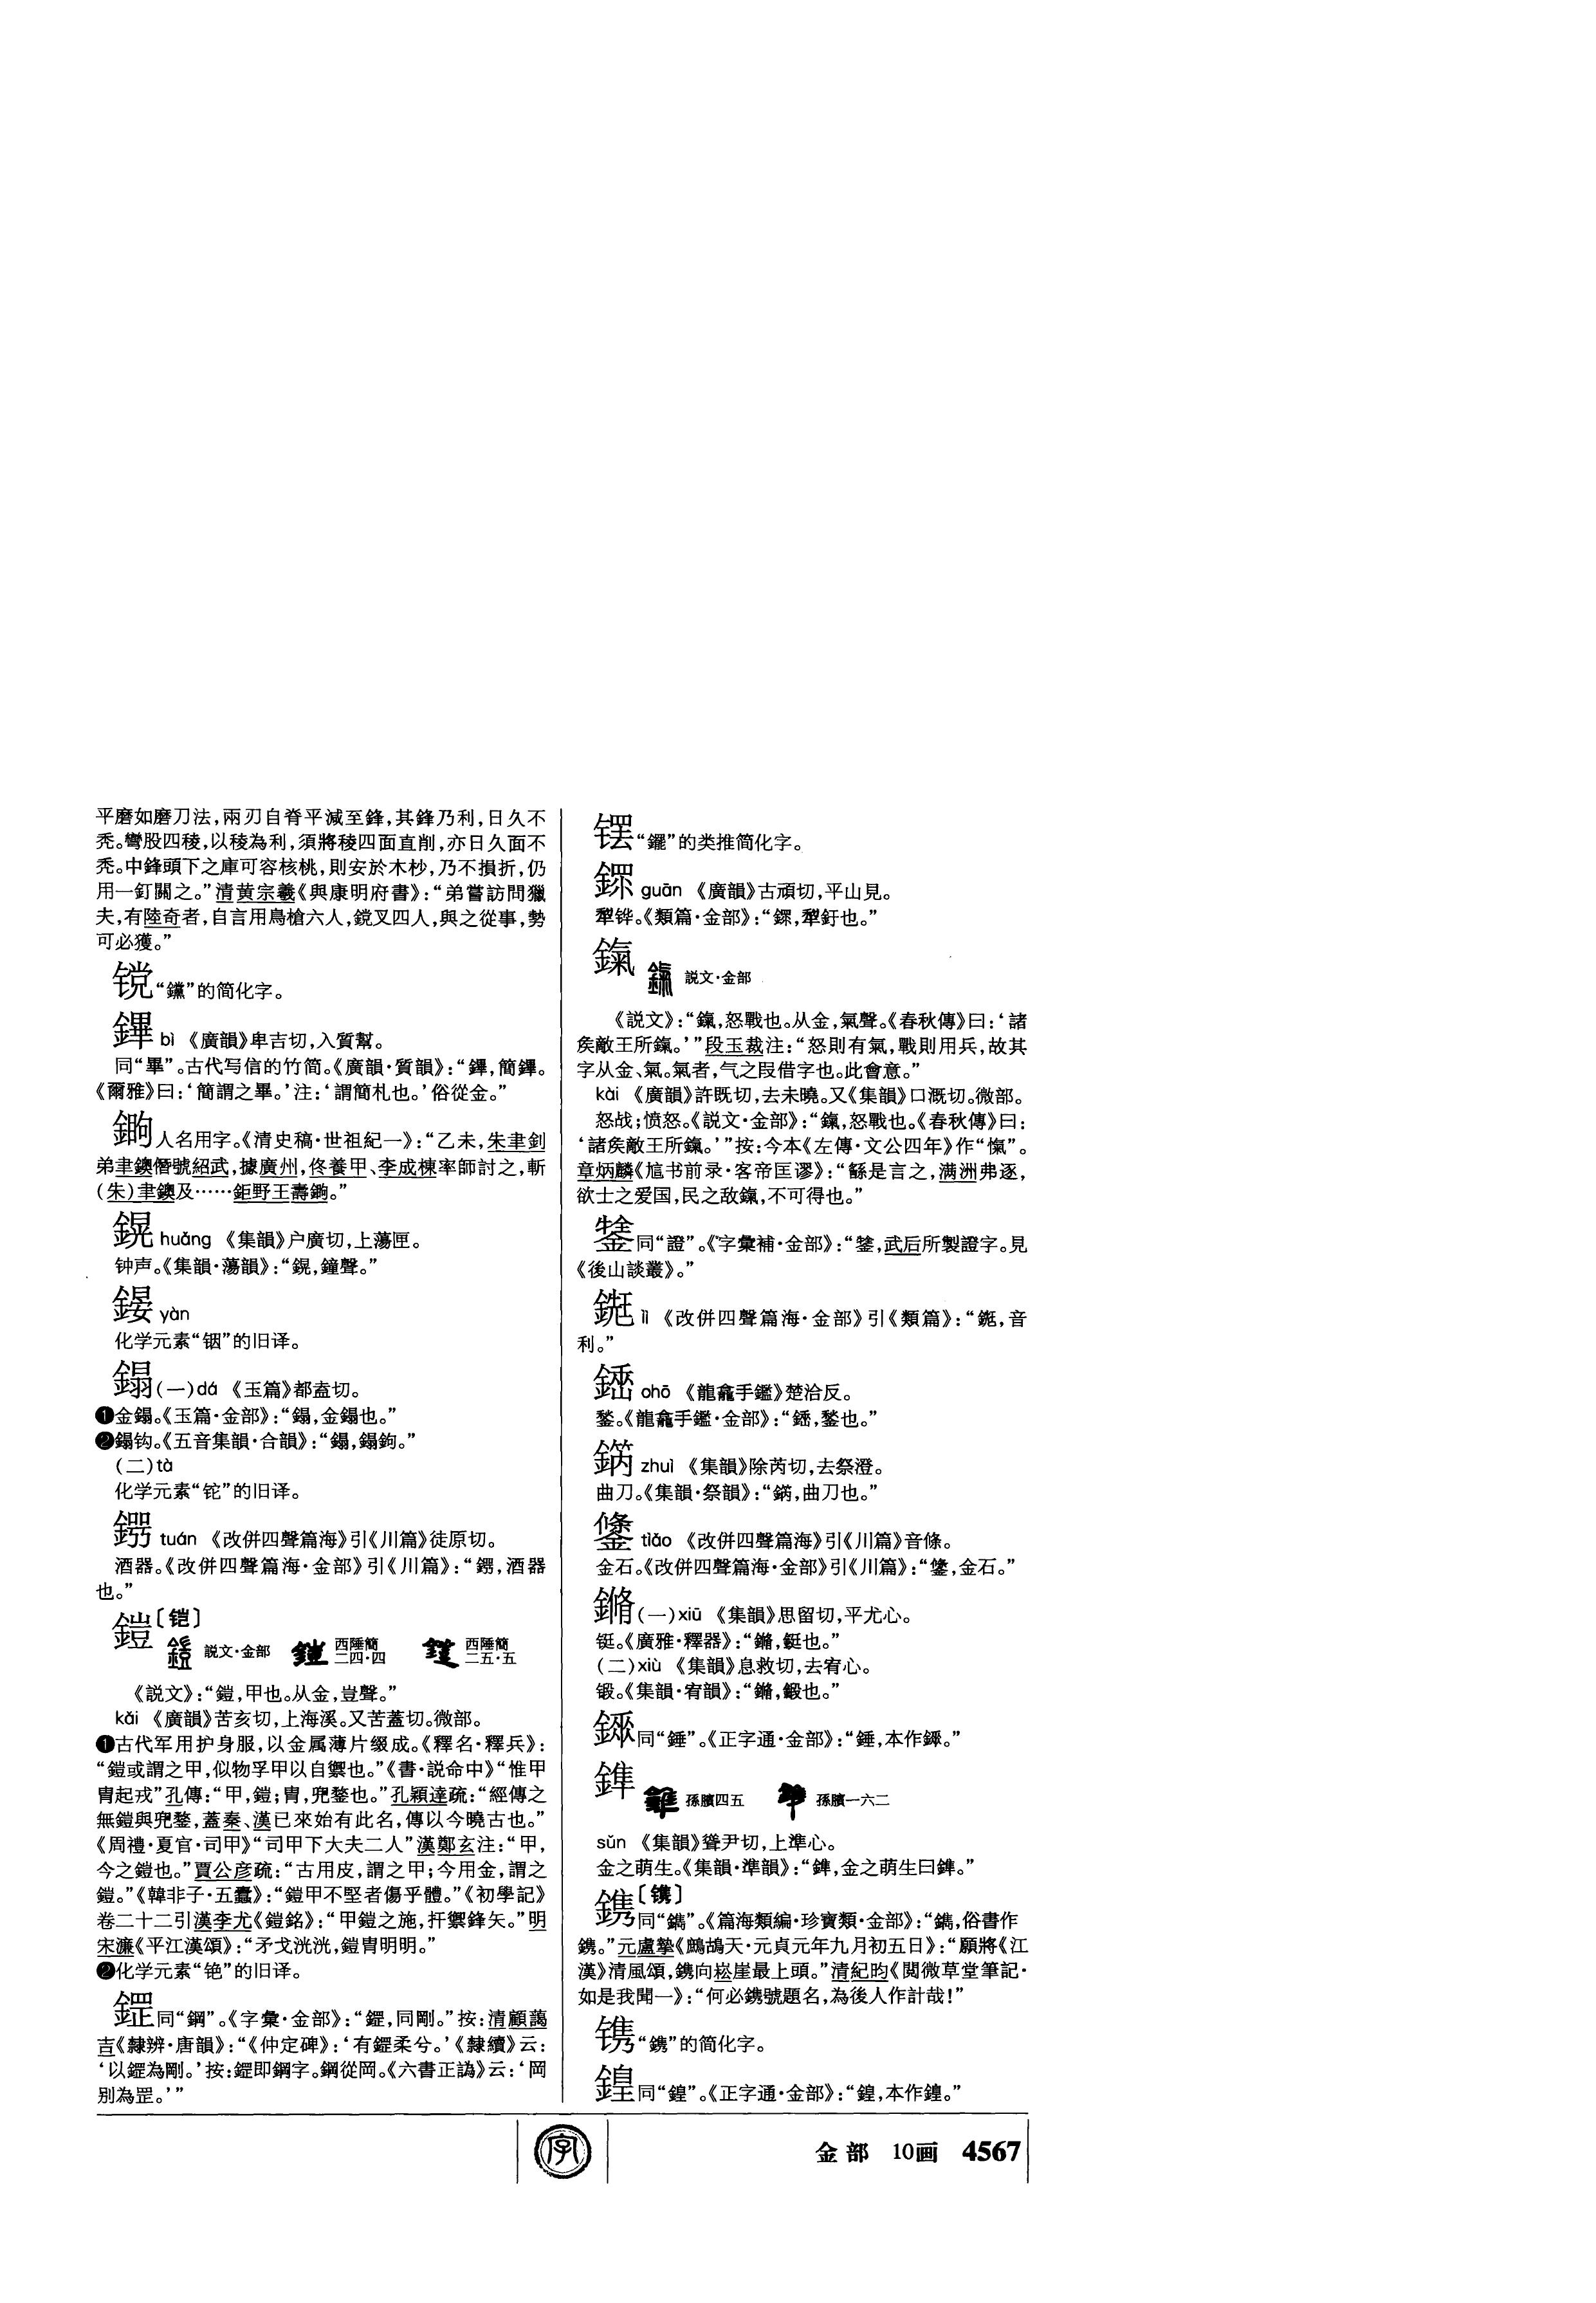 平磨如磨刀法，兩刃自脊平減至鋒，其鋒乃利，日久不
秃。彎股四稜，以稜為利，須將稜四面直削，亦日久面不
秃。中鋒頭下之庫可容核桃，則安於木杪，乃不損折，仍
用一釘關之。”清黄宗羲《與康明府書》：“弟嘗訪問獵
夫，有陸奇者，自言用鳥槍六人，鎲叉四人，與之從事，勢
可必獲。”
镋“钂”的简化字。
鏎 bì 《廣韻》卑吉切，入質幫。
同“畢”。古代写信的竹简。《廣韻·質韻》：“鏎，簡鏎。
《爾雅》曰：‘簡謂之畢。’注：‘謂簡札也。’俗從金。”
人名用字。《清史稿·世祖紀一》：“乙未，朱聿釗
弟聿鐭僭號紹武，據廣州，佟養甲、李成棟率師討之，斬
（朱）聿鐭及……鉅野王壽。”
鎤 huǎng 《集韻》户廣切，上蕩匣。
钟声。《集韻·蕩韻》：“鎤，鐘聲。”
yàn
化学元素“铟”的旧译。
鎉（一）dá 《玉篇》都盍切。
❶金鎉。《玉篇·金部》：“鎉，金鎉也。”
❷鎉钩。《五音集韻·合韻》：“鎉，鎉鉤。”
（二）tà
化学元素“铊”的旧译。
tuán 《改併四聲篇海》引《川篇》徒原切。
酒器。《改併四聲篇海·金部》引《川篇》：“，酒器
也。”
鎧〔铠〕
説文·金部 西陲簡二四·四 西陲簡二五·五
《説文》：“鎧，甲也。从金，豈聲。”
kǎi 《廣韻》苦亥切，上海溪。又苦蓋切。微部。
❶古代军用护身服，以金属薄片缀成。《釋名·釋兵》：
“鎧或謂之甲，似物孚甲以自禦也。”《書·説命中》“惟甲
冑起戎”孔傳：“甲，鎧；冑，兜鍪也。”孔穎達疏：“經傳之
無鎧與兜鍪，蓋秦、漢已來始有此名，傳以今曉古也。”
《周禮·夏官·司甲》“司甲下大夫二人”漢鄭玄注：“甲，
今之鎧也。”賈公彦疏：“古用皮，謂之甲；今用金，謂之
鎧。”《韓非子·五蠹》：“鎧甲不堅者傷乎體。”《初學記》
卷二十二引漢李尤《鎧銘》：“甲鎧之施，扞禦鋒矢。”明
宋濂《平江漢頌》：“矛戈洸洸，鎧冑明明。”
❷化学元素“铯”的旧译。
同“鋼”。《字彙·金部》：“，同剛。”按：清顧藹
吉《隸辨·唐韻》：“《仲定碑》：‘有柔兮。’《隸續》云：
‘以為剛。’按：即鋼字。鋼從岡。《六書正譌》云：‘岡
别為罡。’”
“鑼”的类推简化字。
鏍 guān 《廣韻》古頑切，平山見。
犁铧。《類篇·金部》：“，犁釪也。”
鎎 説文·金部
《説文》：“鎎，怒戰也。从金，氣聲。《春秋傳》曰：‘諸
矦敵王所鎎。’”段玉裁注：“怒則有氣，戰則用兵，故其
字从金、氣。氣者，气之叚借字也。此會意。”
kài 《廣韻》許既切，去未曉。又《集韻》口溉切。微部。
怒战；愤怒。《説文·金部》：“鎎，怒戰也。《春秋傳》曰：
‘諸矦敵王所鎎。’”按：今本《左傳·文公四年》作“愾”。
章炳麟《訄书前录·客帝匡谬》：“繇是言之，满洲弗逐，
欲士之爱国，民之敌鎎，不可得也。”
同“證”。《字彙補·金部》：“，武后所製證字。見
《後山談叢》。”
lì 《改併四聲篇海·金部》引《類篇》：“，音
利。”
ohō 《龍龕手鑑》楚洽反。
鍫。《龍龕手鑑·金部》：“，鍫也。”
zhuì 《集韻》除芮切，去祭澄。
曲刀。《集韻·祭韻》：“，曲刀也。”
tiǎo 《改併四聲篇海》引《川篇》音條。
金石。《改併四聲篇海·金部》引《川篇》：“，金石。”
鎀（一）xiū 《集韻》思留切，平尤心。
铤。《廣雅·釋器》：“鎀，鋌也。”
（二）xiù 《集韻》息救切，去宥心。
锻。《集韻·宥韻》：“鎀，鍛也。”
同“錘”。《正字通·金部》：“錘，本作。”
鎨 孫臏四五 孫臏一六二
sǔn 《集韻》聳尹切，上準心。
金之萌生。《集韻·準韻》：“，金之萌生曰。”
鎸〔镌〕
同“鐫”。《篇海類編·珍寶類·金部》：“鐫，俗書作
鎸。”元盧摯《鷓鴣天·元貞元年九月初五日》：“願將《江
漢》清風頌，鎸向崧崖最上頭。”清紀昀《閲微草堂筆記·
如是我聞一》：“何必鎸號題名，為後人作計哉！”
镌“鎸”的简化字。
同“鍠”。《正字通·金部》：“鍠，本作。”
字
金部 10画 4567